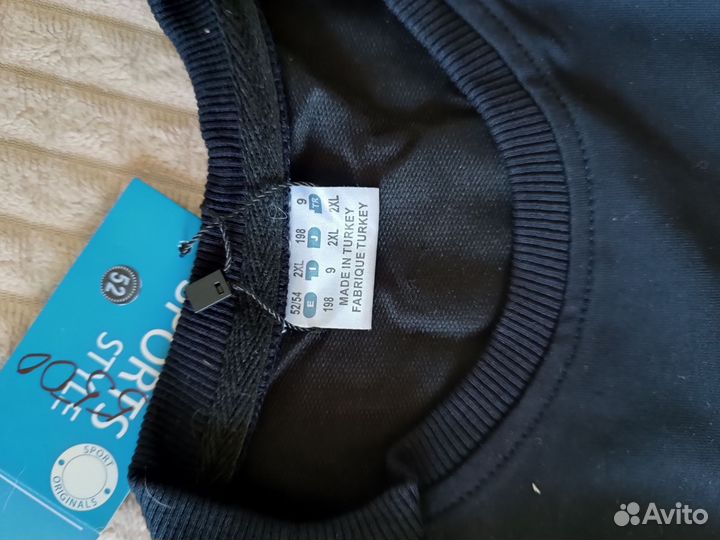 52/54 2XL 198 9
E I J TR
198 9 2XL 2XL
MADE IN TURKEY
FABRIQUE TURKEY
52
SPORTS
SPORT
ORIGINALS
Avito